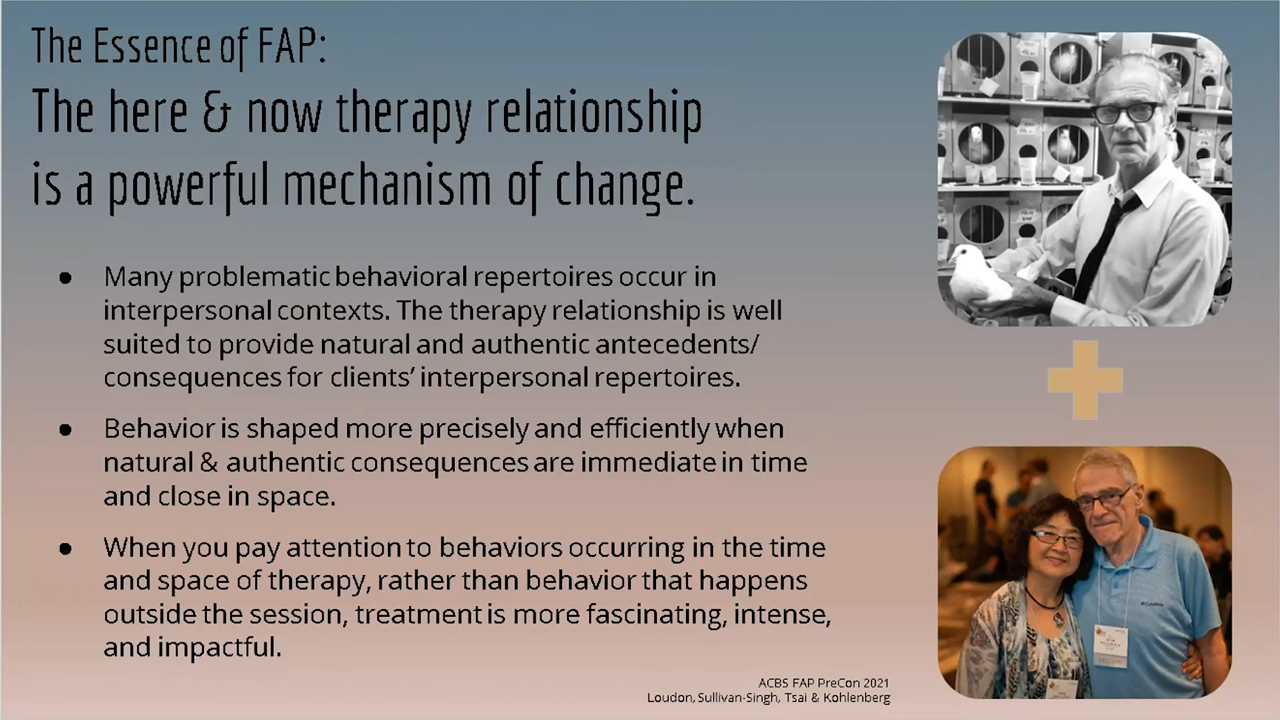 The Essence of FAP:
The here & now therapy relationship
is a powerful mechanism of change.
● Many problematic behavioral repertoires occur in
interpersonal contexts. The therapy relationship is well
suited to provide natural and authentic antecedents/
consequences for clients’ interpersonal repertoires.
● Behavior is shaped more precisely and efficiently when
natural & authentic consequences are immediate in time
and close in space.
● When you pay attention to behaviors occurring in the time
and space of therapy, rather than behavior that happens
outside the session, treatment is more fascinating, intense,
and impactful.
ACBS FAP PreCon 2021
Loudon, Sullivan-Singh, Tsai & Kohlenberg
Columbia